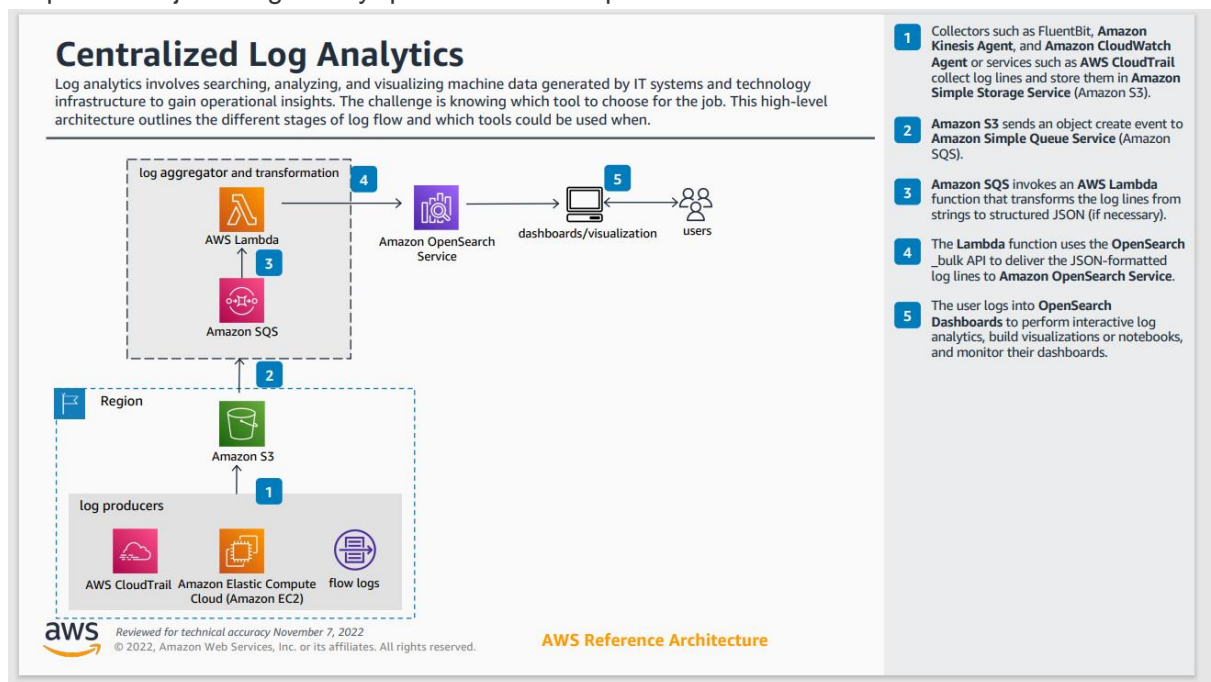 Centralized Log Analytics
Log analytics involves searching, analyzing, and visualizing machine data generated by IT systems and technology
infrastructure to gain operational insights. The challenge is knowing which tool to choose for the job. This high-level
architecture outlines the different stages of log flow and which tools could be used when.
log aggregator and transformation
4
5
AWS Lambda
Amazon OpenSearch
Service
dashboards/visualization
users
3
Amazon SQS
2
Region
Amazon S3
1
log producers
AWS CloudTrail
Amazon Elastic Compute
Cloud (Amazon EC2)
flow logs
aws
Reviewed for technical accuracy November 7, 2022
© 2022, Amazon Web Services, Inc. or its affiliates. All rights reserved.
AWS Reference Architecture
1
Collectors such as FluentBit, Amazon
Kinesis Agent, and Amazon CloudWatch
Agent or services such as AWS CloudTrail
collect log lines and store them in Amazon
Simple Storage Service (Amazon S3).
2
Amazon S3 sends an object create event to
Amazon Simple Queue Service (Amazon
SQS).
3
Amazon SQS invokes an AWS Lambda
function that transforms the log lines from
strings to structured JSON (if necessary).
4
The Lambda function uses the OpenSearch
_bulk API to deliver the JSON-formatted
log lines to Amazon OpenSearch Service.
5
The user logs into OpenSearch
Dashboards to perform interactive log
analytics, build visualizations or notebooks,
and monitor their dashboards.